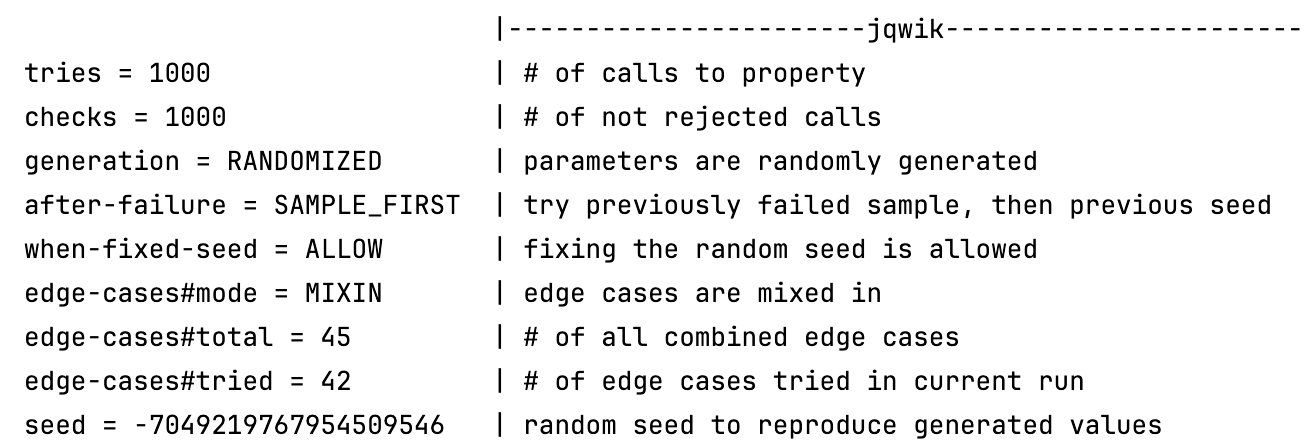 |-----------------------jqwik-----------------------
tries = 1000 | # of calls to property
checks = 1000 | # of not rejected calls
generation = RANDOMIZED | parameters are randomly generated
after-failure = SAMPLE_FIRST | try previously failed sample, then previous seed
when-fixed-seed = ALLOW | fixing the random seed is allowed
edge-cases#mode = MIXIN | edge cases are mixed in
edge-cases#total = 45 | # of all combined edge cases
edge-cases#tried = 42 | # of edge cases tried in current run
seed = -7049219767954509546 | random seed to reproduce generated values